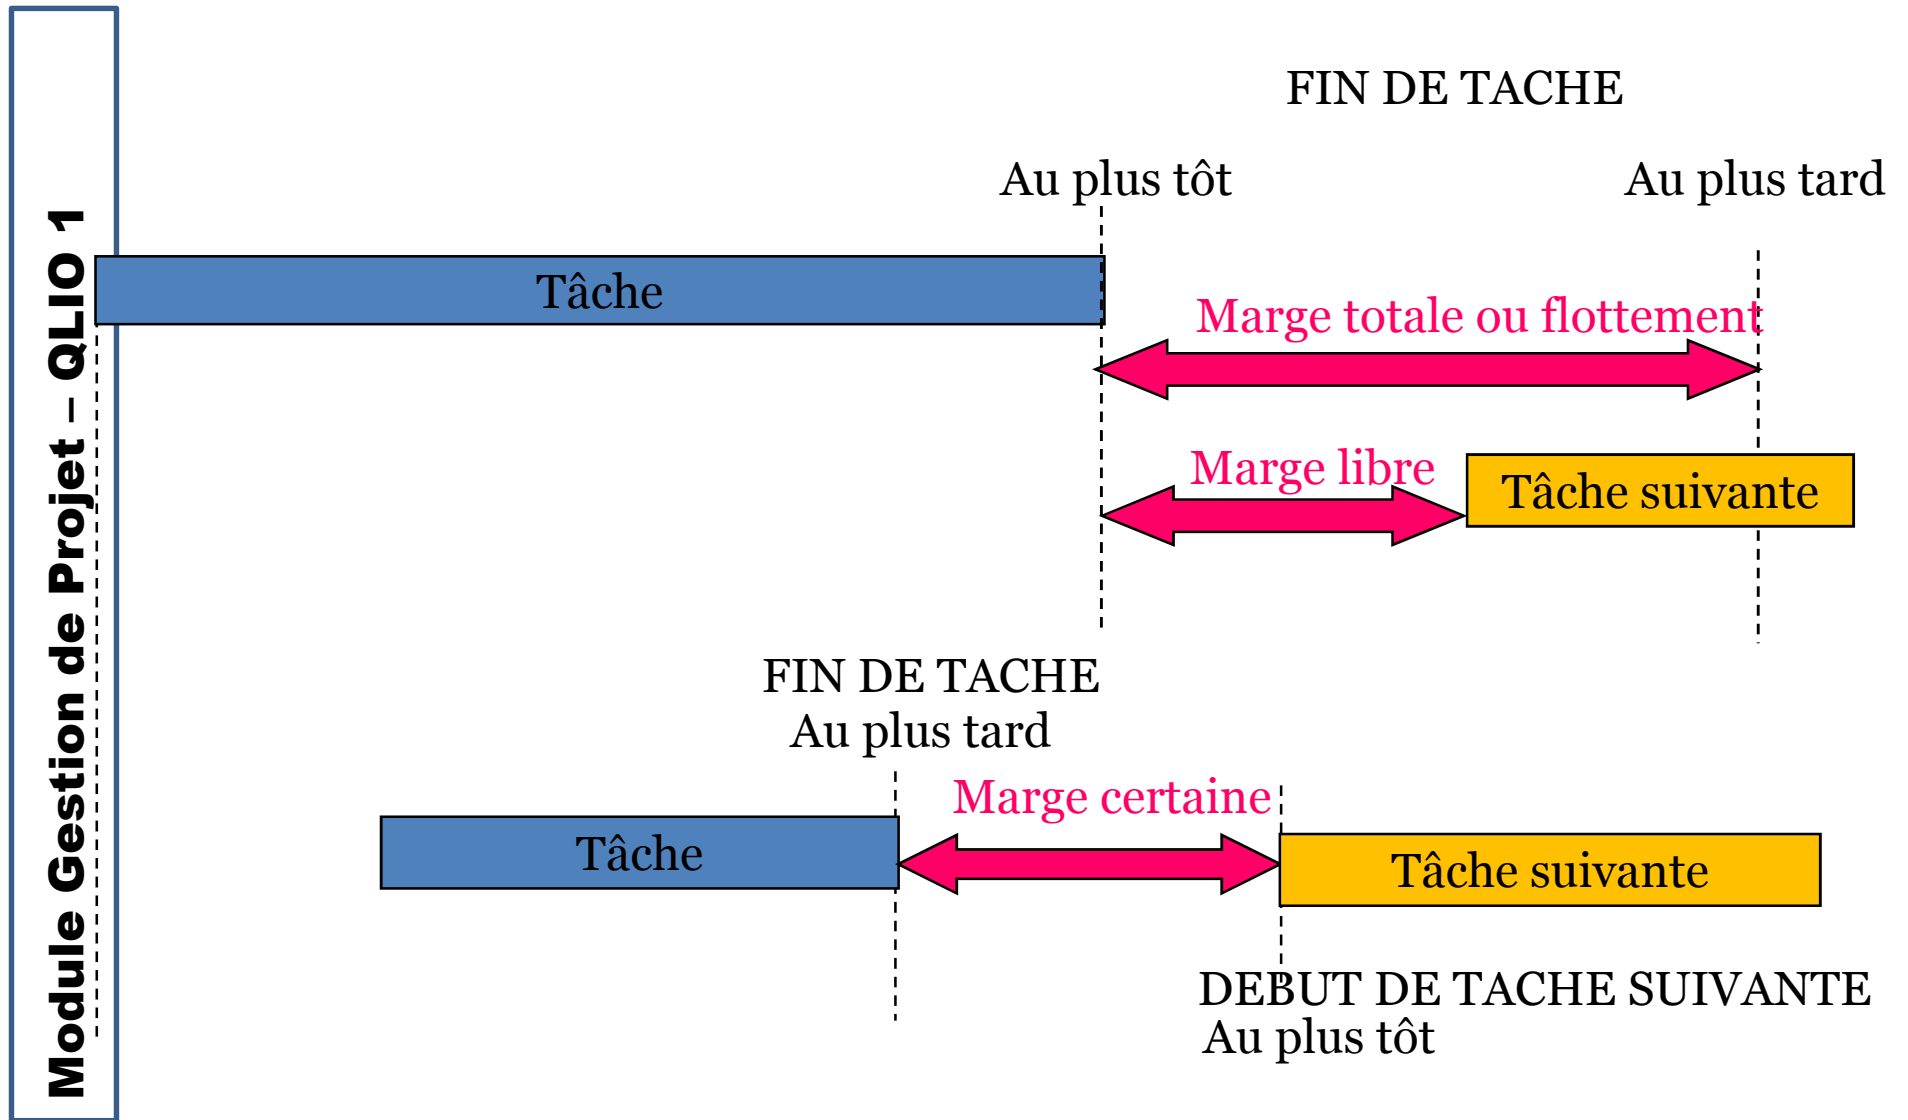 Module Gestion de Projet – QLIO 1
FIN DE TACHE
Au plus tôt
Au plus tard
Tâche
Marge totale ou flottement
Marge libre
Tâche suivante
FIN DE TACHE
Au plus tard
Marge certaine
Tâche
Tâche suivante
DEBUT DE TACHE SUIVANTE
Au plus tôt